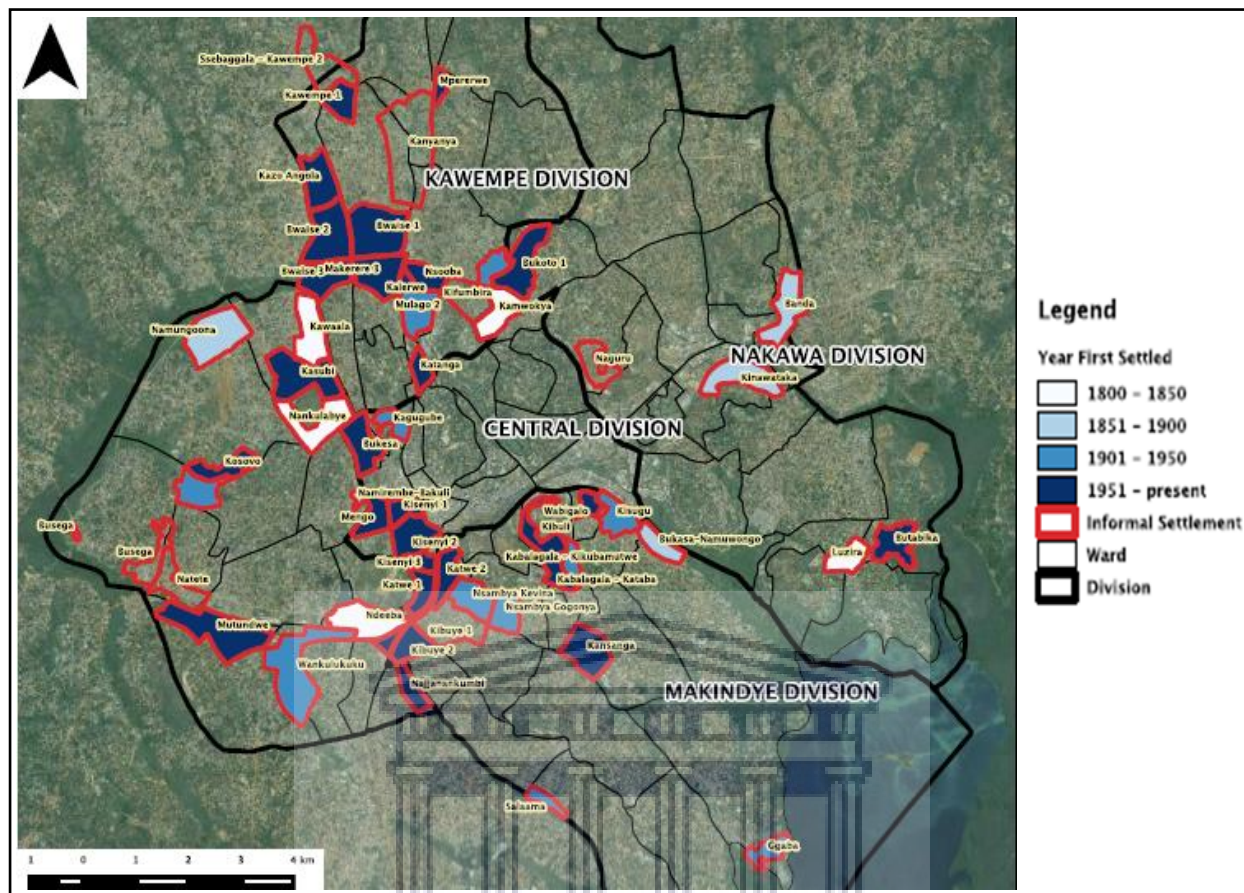 Ssebaggala - Kawempe 2
Mpererwe
Kawempe 1
Kanyanya
Kazo Angola
KAWEMPE DIVISION
Bwaise 2
Bwaise 1
Bukoto 1
Bwaise 3
Makerere 3
Nsooba
Kalerwe
Kifumbira
Mulago 2
Kamwokya
Banda
Namungoona
Kawaala
Naguru
NAKAWA DIVISION
Katanga
Kasubi
Kinawataka
Nankulabye
Kagugube
CENTRAL DIVISION
Bukesa
Kosovo
Namirembe-Bakuli
Kisenyi 1
Mengo
Wabigalo
Kisugu
Busega
Kibuli
Bukasa-Namuwongo
Butabika
Kisenyi 2
Luzira
Busega
Kabalagala - Kikubamutwe
Kisenyi 3
Katwe 2
Natete
Katwe 1
Kabalagala - Kataba
Nsambya Kevina
Nsambya Gogonya
Ndeeba
Mutundwe
Kibuye 1
Kibuye 2
Kansanga
Wankulukuku
Najjanankumbi
MAKINDYE DIVISION
Salaama
Ggaba
1 0 1 2 3 4 km
Legend
Year First Settled
1800 - 1850
1851 - 1900
1901 - 1950
1951 - present
Informal Settlement
Ward
Division